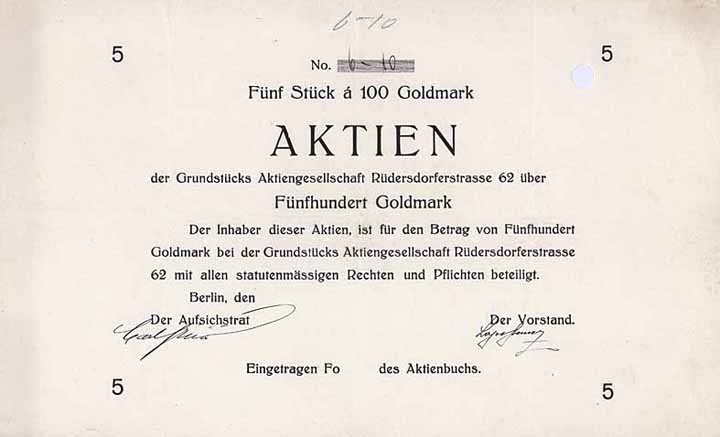 6-10
5 5
No. 6-10
Fünf Stück á 100 Goldmark
AKTIEN
der Grundstücks Aktiengesellschaft Rüdersdorferstrasse 62 über
Fünfhundert Goldmark
Der Inhaber dieser Aktien, ist für den Betrag von Fünfhundert
Goldmark bei der Grundstücks Aktiengesellschaft Rüdersdorferstrasse
62 mit allen statutenmässigen Rechten und Pflichten beteiligt.
Berlin, den
Der Aufsichstrat Der Vorstand.
Carl
Eingetragen Fo des Aktienbuchs.
5 5